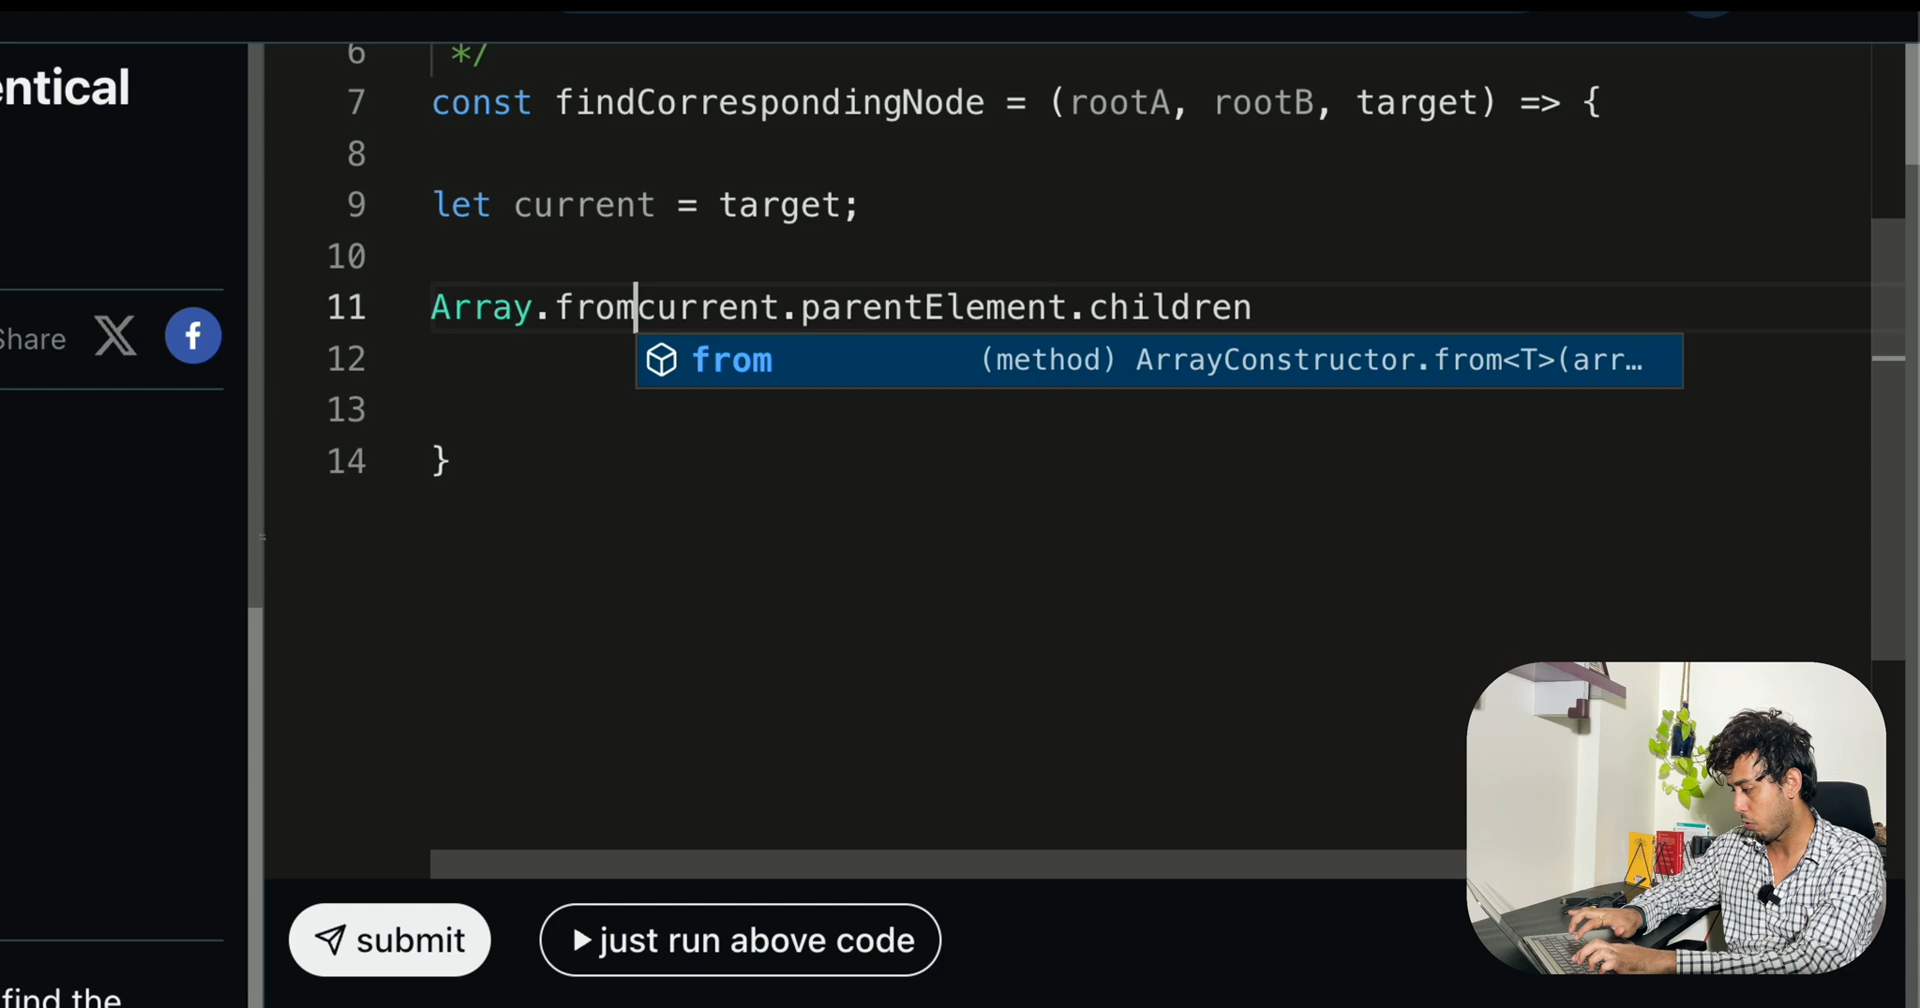 entical
Share
f
find the
6 */
7 const findCorrespondingNode = (rootA, rootB, target) => {
8
9 let current = target;
10
11 Array.fromcurrent.parentElement.children
from (method) ArrayConstructor.from<T>(arr…
12
13
14 }
submit
just run above code